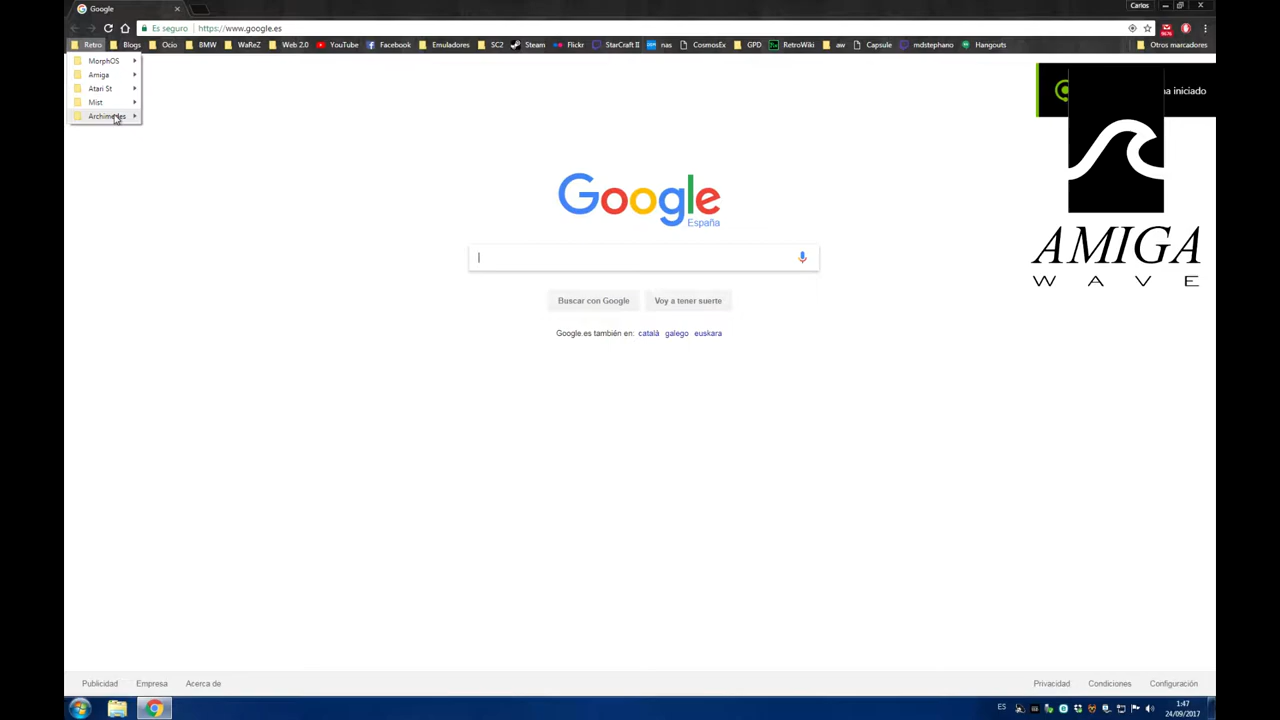 Google
Carlos
Es seguro
https://www.google.es
Retro
Blogs
Ocio
BMW
WaReZ
Web 2.0
YouTube
Facebook
Emuladores
SC2
Steam
Flickr
StarCraft II
nas
CosmosEx
GPD
RetroWiki
aw
Capsule
mdstephano
Hangouts
Otros marcadores
MorphOS
Amiga
Atari St
Mist
Archimedes
a iniciado
AMIGA
WAVE
Google
España
Buscar con Google
Voy a tener suerte
Google.es también en: català galego euskara
Publicidad
Empresa
Acerca de
Privacidad
Condiciones
Configuración
ES
1:47
24/09/2017